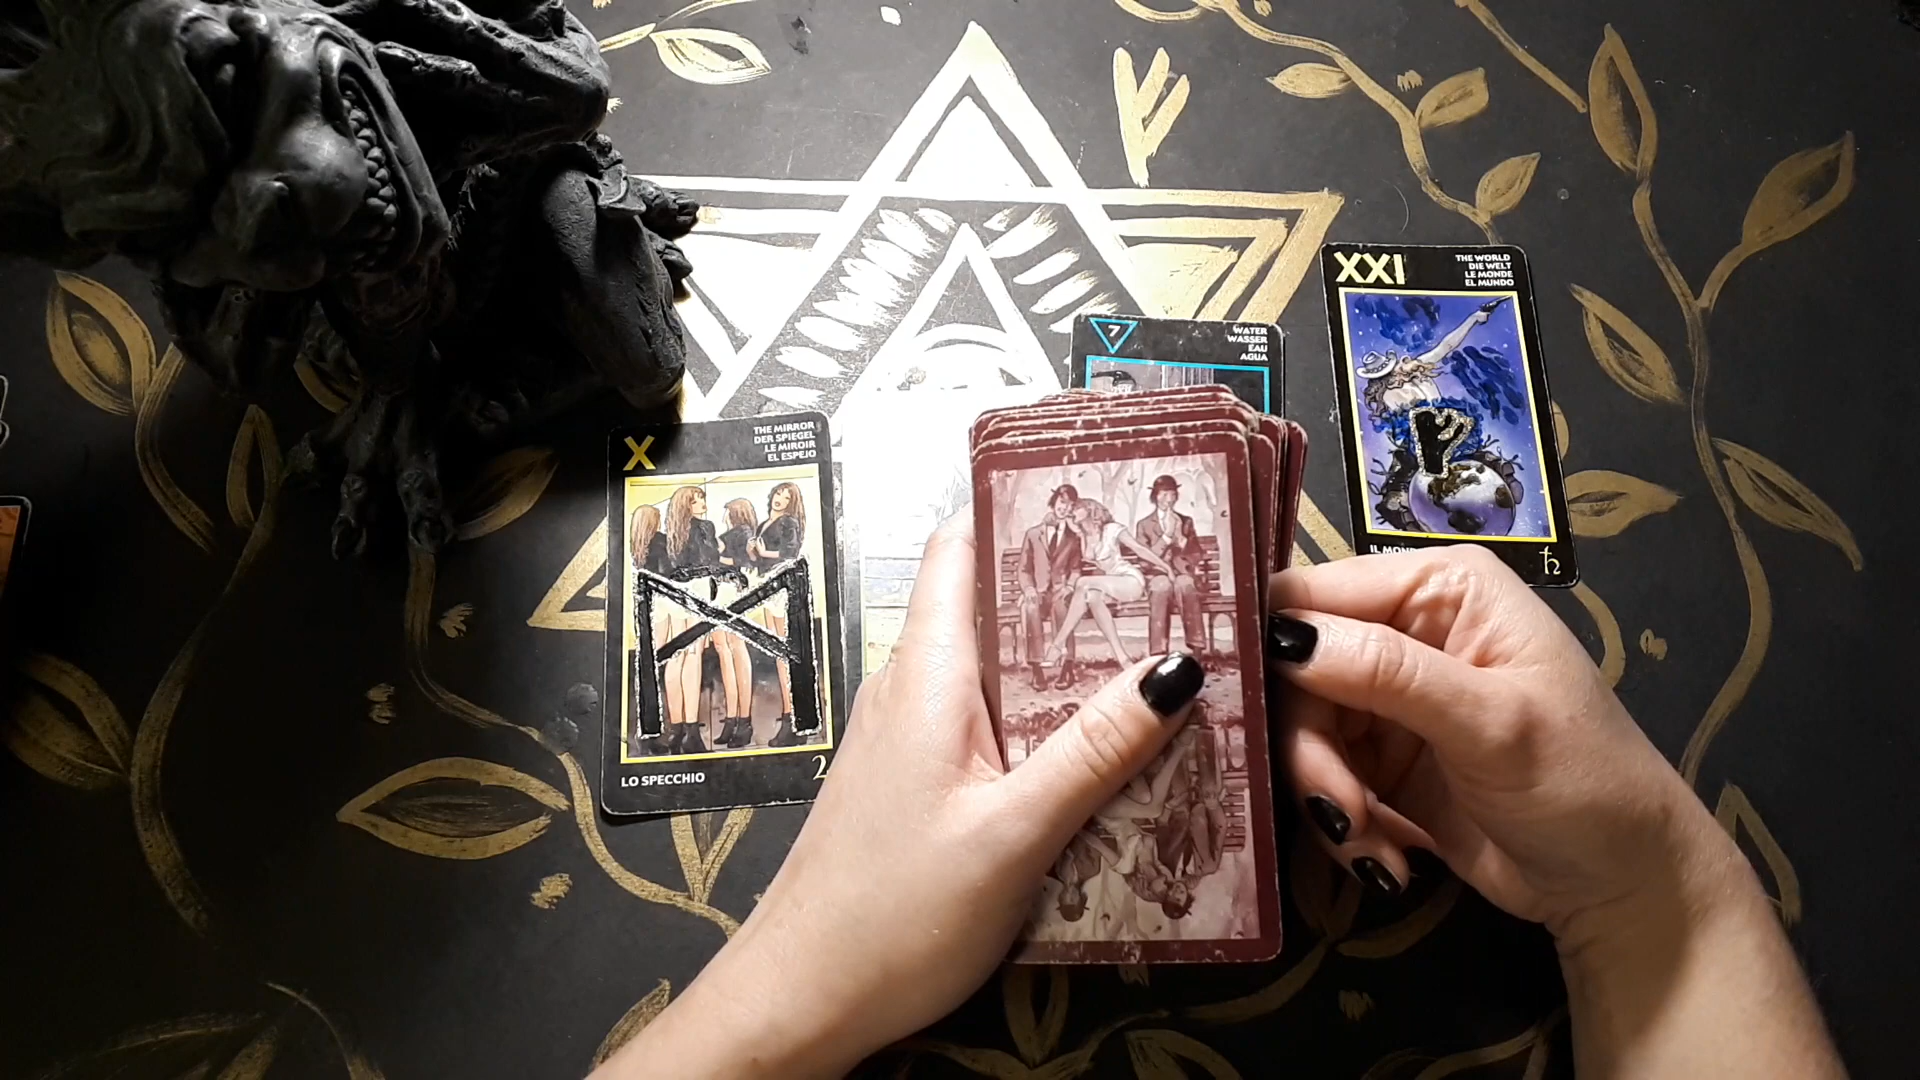 X
THE MIRROR
DER SPIEGEL
LE MIROIR
EL ESPEJO
LO SPECCHIO
7
WATER
WASSER
EAU
AGUA
XXI
THE WORLD
DIE WELT
LE MONDE
EL MUNDO
IL